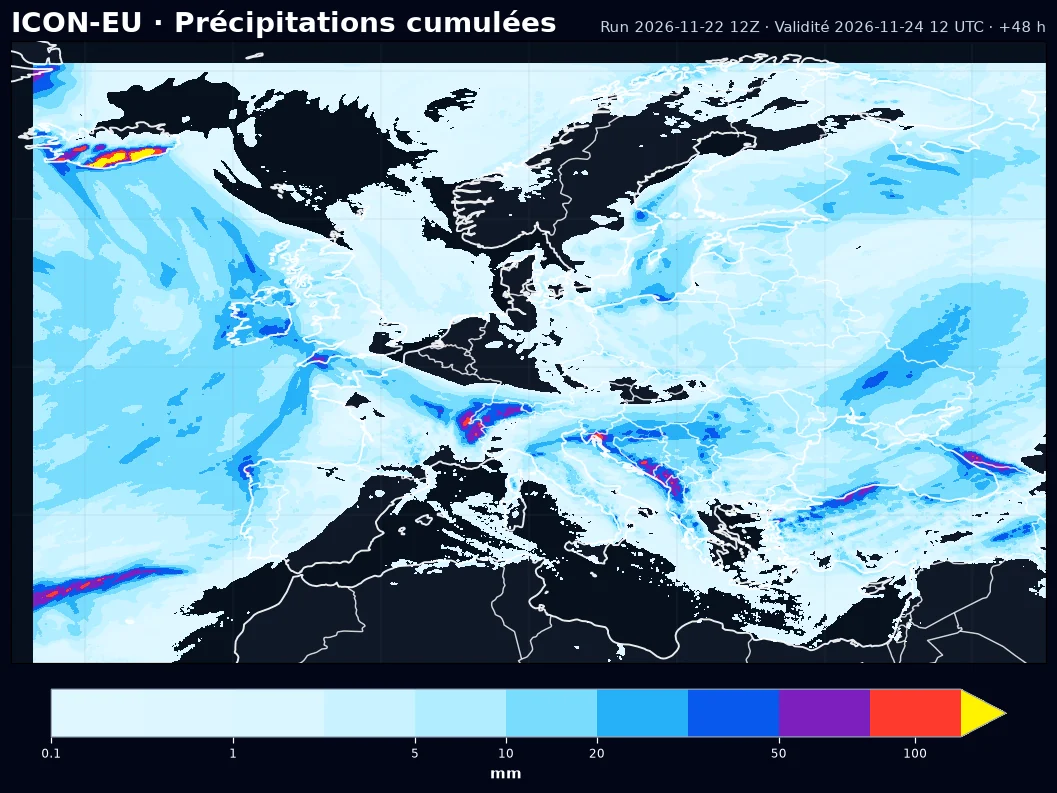 ICON-EU · Précipitations cumulées
Run 2026-11-22 12Z · Validité 2026-11-24 12 UTC · +48 h
0.1 1 5 10 20 50 100
mm